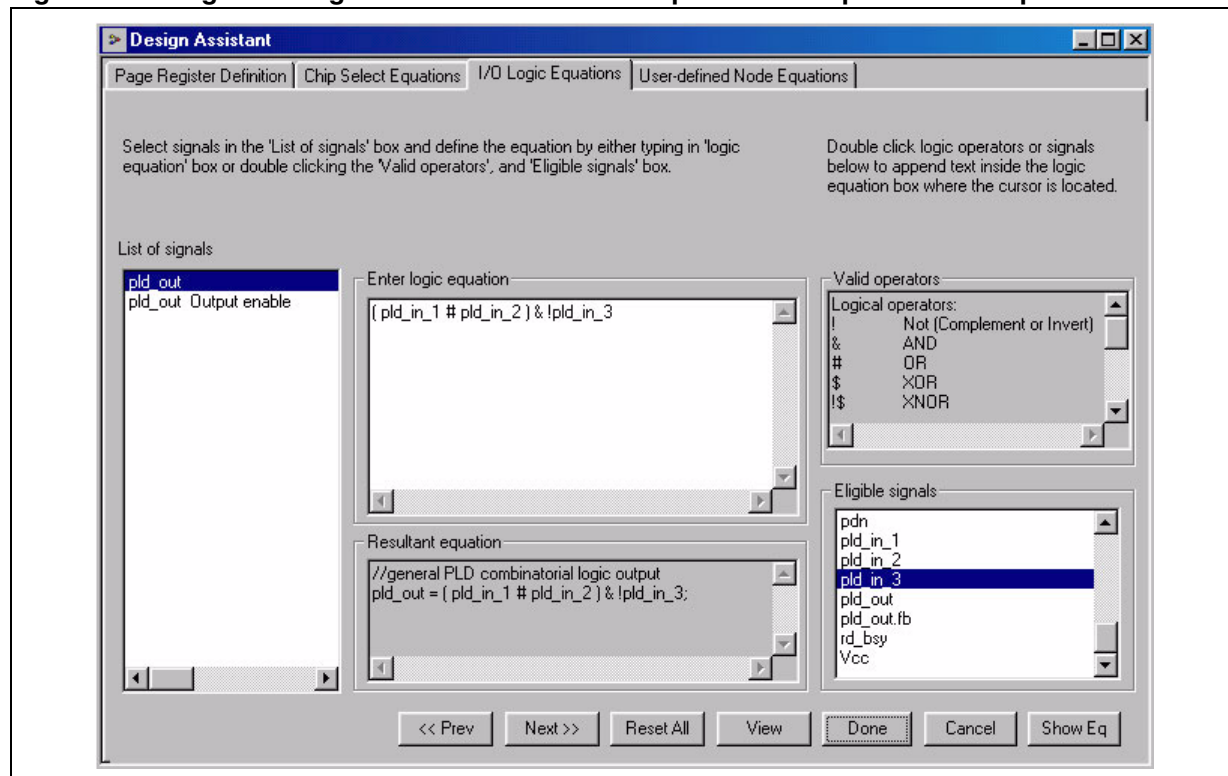 Design Assistant
Page Register Definition Chip Select Equations I/O Logic Equations User-defined Node Equations
Select signals in the 'List of signals' box and define the equation by either typing in 'logic
equation' box or double clicking the 'Valid operators', and 'Eligible signals' box.
Double click logic operators or signals
below to append text inside the logic
equation box where the cursor is located.
List of signals
pld_out
pld_out Output enable
Enter logic equation
( pld_in_1 # pld_in_2 ) & !pld_in_3
Resultant equation
//general PLD combinatorial logic output
pld_out = ( pld_in_1 # pld_in_2 ) & !pld_in_3;
Valid operators
Logical operators:
! Not (Complement or Invert)
& AND
# OR
$ XOR
!$ XNOR
Eligible signals
pdn
pld_in_1
pld_in_2
pld_in_3
pld_out
pld_out.fb
rd_bsy
Vcc
<< Prev Next >> Reset All View Done Cancel Show Eq